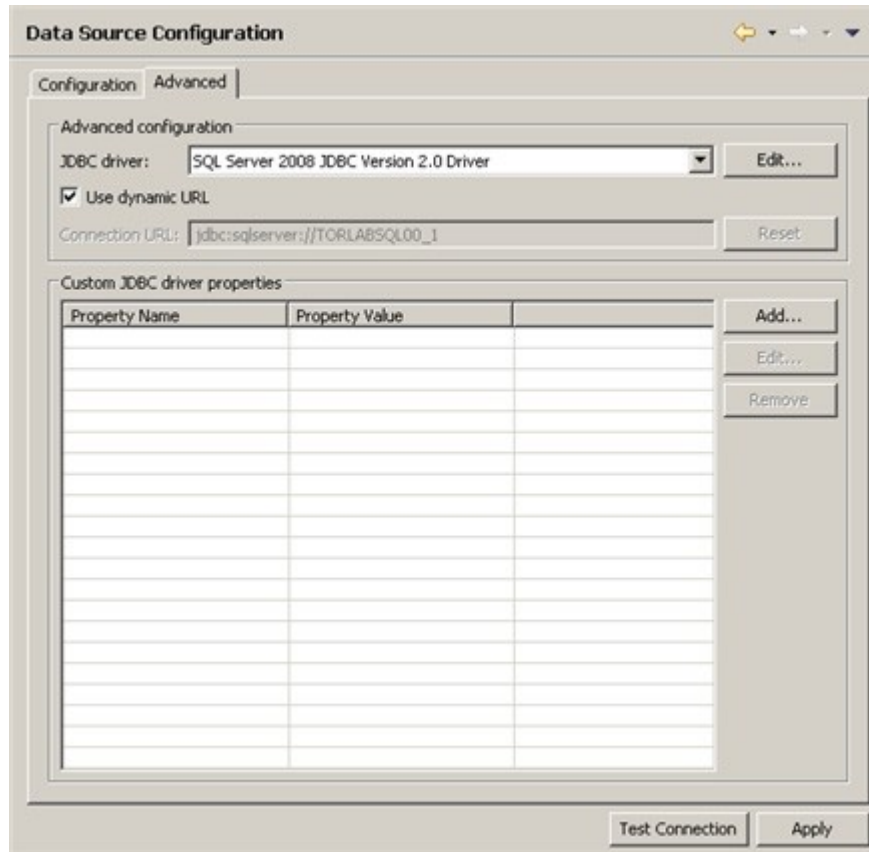 Data Source Configuration
Configuration Advanced
Advanced configuration
JDBC driver: SQL Server 2008 JDBC Version 2.0 Driver Edit...
Use dynamic URL
Connection URL: jdbc:sqlserver://TORLABSQL00_1 Reset
Custom JDBC driver properties
Property Name Property Value Add...
Edit...
Remove
Test Connection Apply